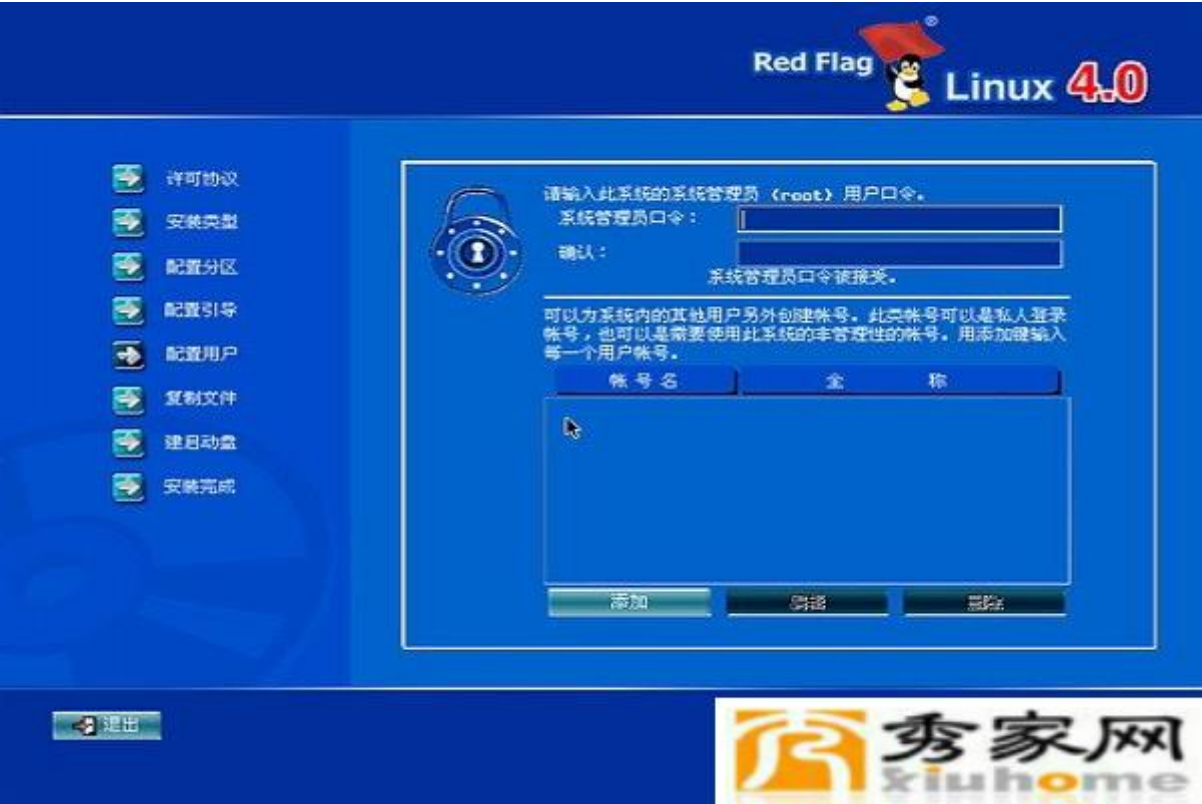 Red Flag ®
Linux 4.0
许可协议
安装类型
配置分区
配置引导
配置用户
复制文件
建启动盘
安装完成
请输入此系统的系统管理员 (root) 用户口令。
系统管理员口令：
确认：
系统管理员口令被接受。
可以为系统内的其他用户另外创建帐号。此类帐号可以是私人登录
帐号，也可以是需要使用此系统的非管理性的帐号。用添加键输入
每一个用户帐号。
帐号名 全 称
添加 编辑 删除
退出
秀家网
Xiuhome